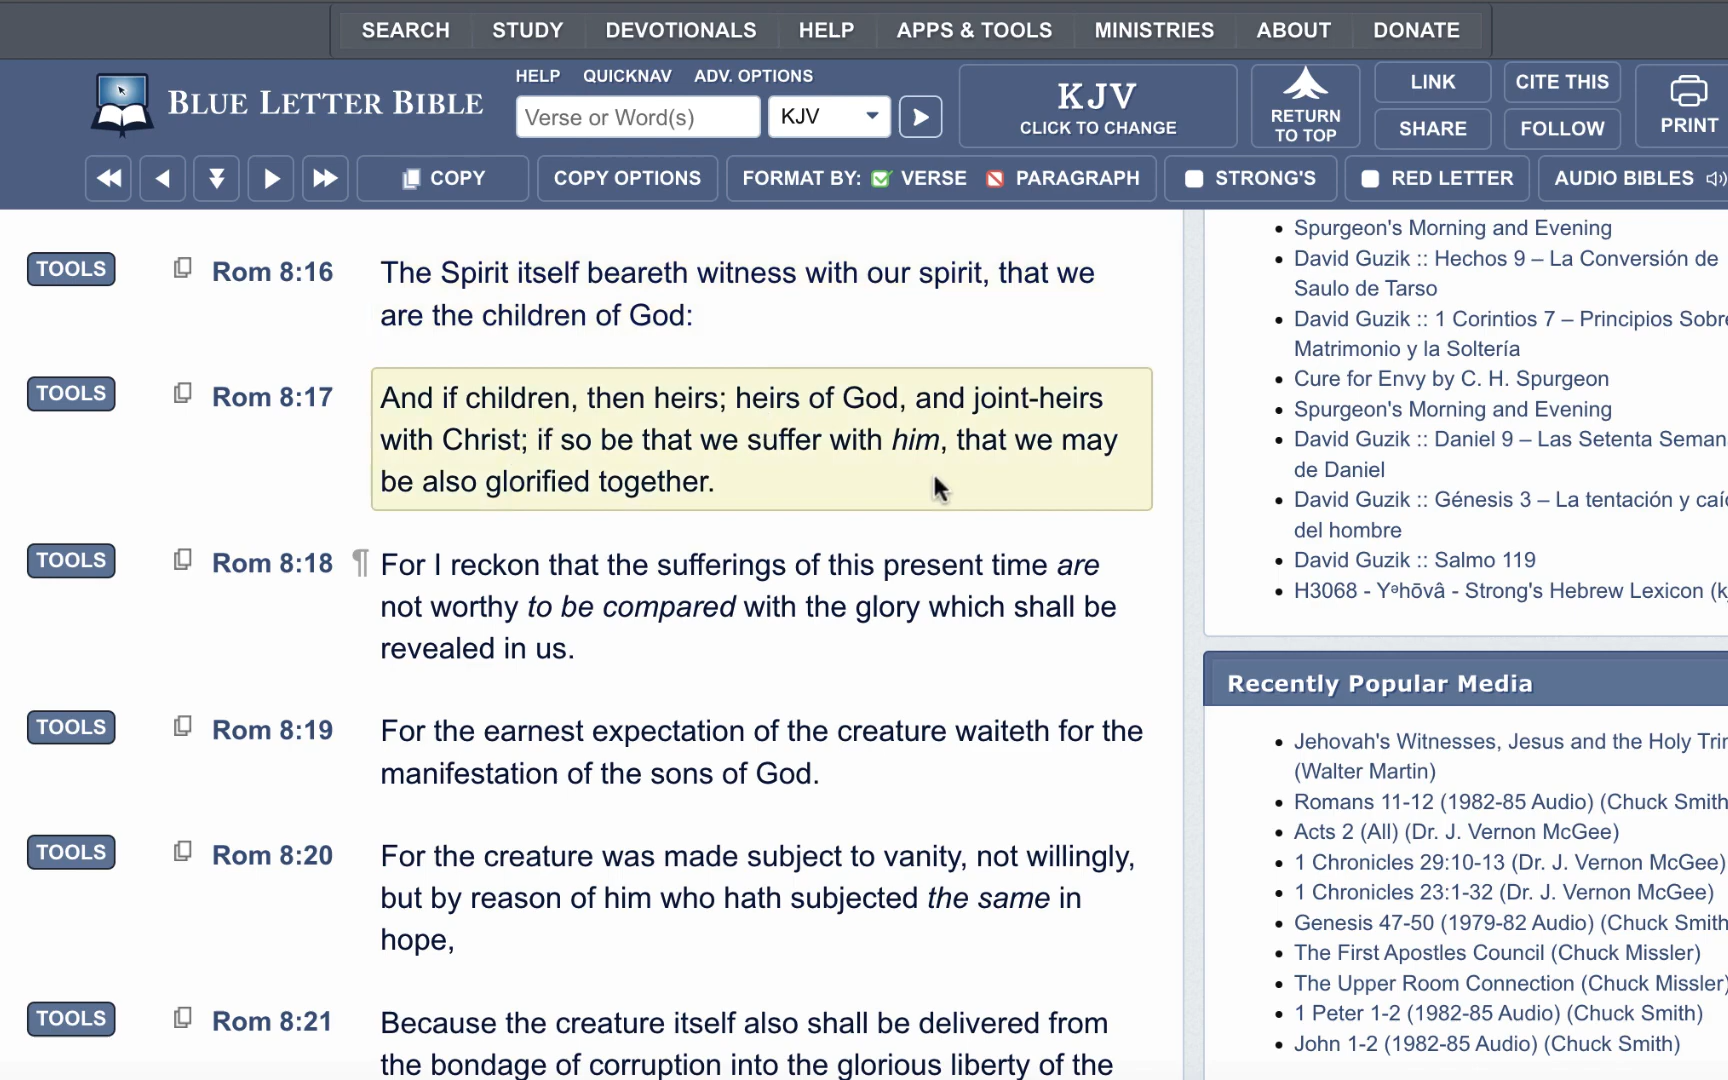 SEARCH STUDY DEVOTIONALS HELP APPS & TOOLS MINISTRIES ABOUT DONATE
BLUE LETTER BIBLE
HELP QUICKNAV ADV. OPTIONS
Verse or Word(s)
KJV
KJV
CLICK TO CHANGE
RETURN
TO TOP
LINK
CITE THIS
SHARE
FOLLOW
PRINT
COPY
COPY OPTIONS
FORMAT BY: VERSE PARAGRAPH
STRONG'S
RED LETTER
AUDIO BIBLES
TOOLS
Rom 8:16
The Spirit itself beareth witness with our spirit, that we
are the children of God:
TOOLS
Rom 8:17
And if children, then heirs; heirs of God, and joint-heirs
with Christ; if so be that we suffer with him, that we may
be also glorified together.
TOOLS
Rom 8:18
¶ For I reckon that the sufferings of this present time are
not worthy to be compared with the glory which shall be
revealed in us.
TOOLS
Rom 8:19
For the earnest expectation of the creature waiteth for the
manifestation of the sons of God.
TOOLS
Rom 8:20
For the creature was made subject to vanity, not willingly,
but by reason of him who hath subjected the same in
hope,
TOOLS
Rom 8:21
Because the creature itself also shall be delivered from
the bondage of corruption into the glorious liberty of the
Spurgeon's Morning and Evening
David Guzik :: Hechos 9 – La Conversión de
Saulo de Tarso
David Guzik :: 1 Corintios 7 – Principios Sobre
Matrimonio y la Soltería
Cure for Envy by C. H. Spurgeon
Spurgeon's Morning and Evening
David Guzik :: Daniel 9 – Las Setenta Seman
de Daniel
David Guzik :: Génesis 3 – La tentación y caí
del hombre
David Guzik :: Salmo 119
H3068 - Yᵊhōvâ - Strong's Hebrew Lexicon (k
Recently Popular Media
Jehovah's Witnesses, Jesus and the Holy Tri
(Walter Martin)
Romans 11-12 (1982-85 Audio) (Chuck Smith
Acts 2 (All) (Dr. J. Vernon McGee)
1 Chronicles 29:10-13 (Dr. J. Vernon McGee)
1 Chronicles 23:1-32 (Dr. J. Vernon McGee)
Genesis 47-50 (1979-82 Audio) (Chuck Smith
The First Apostles Council (Chuck Missler)
The Upper Room Connection (Chuck Missler)
1 Peter 1-2 (1982-85 Audio) (Chuck Smith)
John 1-2 (1982-85 Audio) (Chuck Smith)